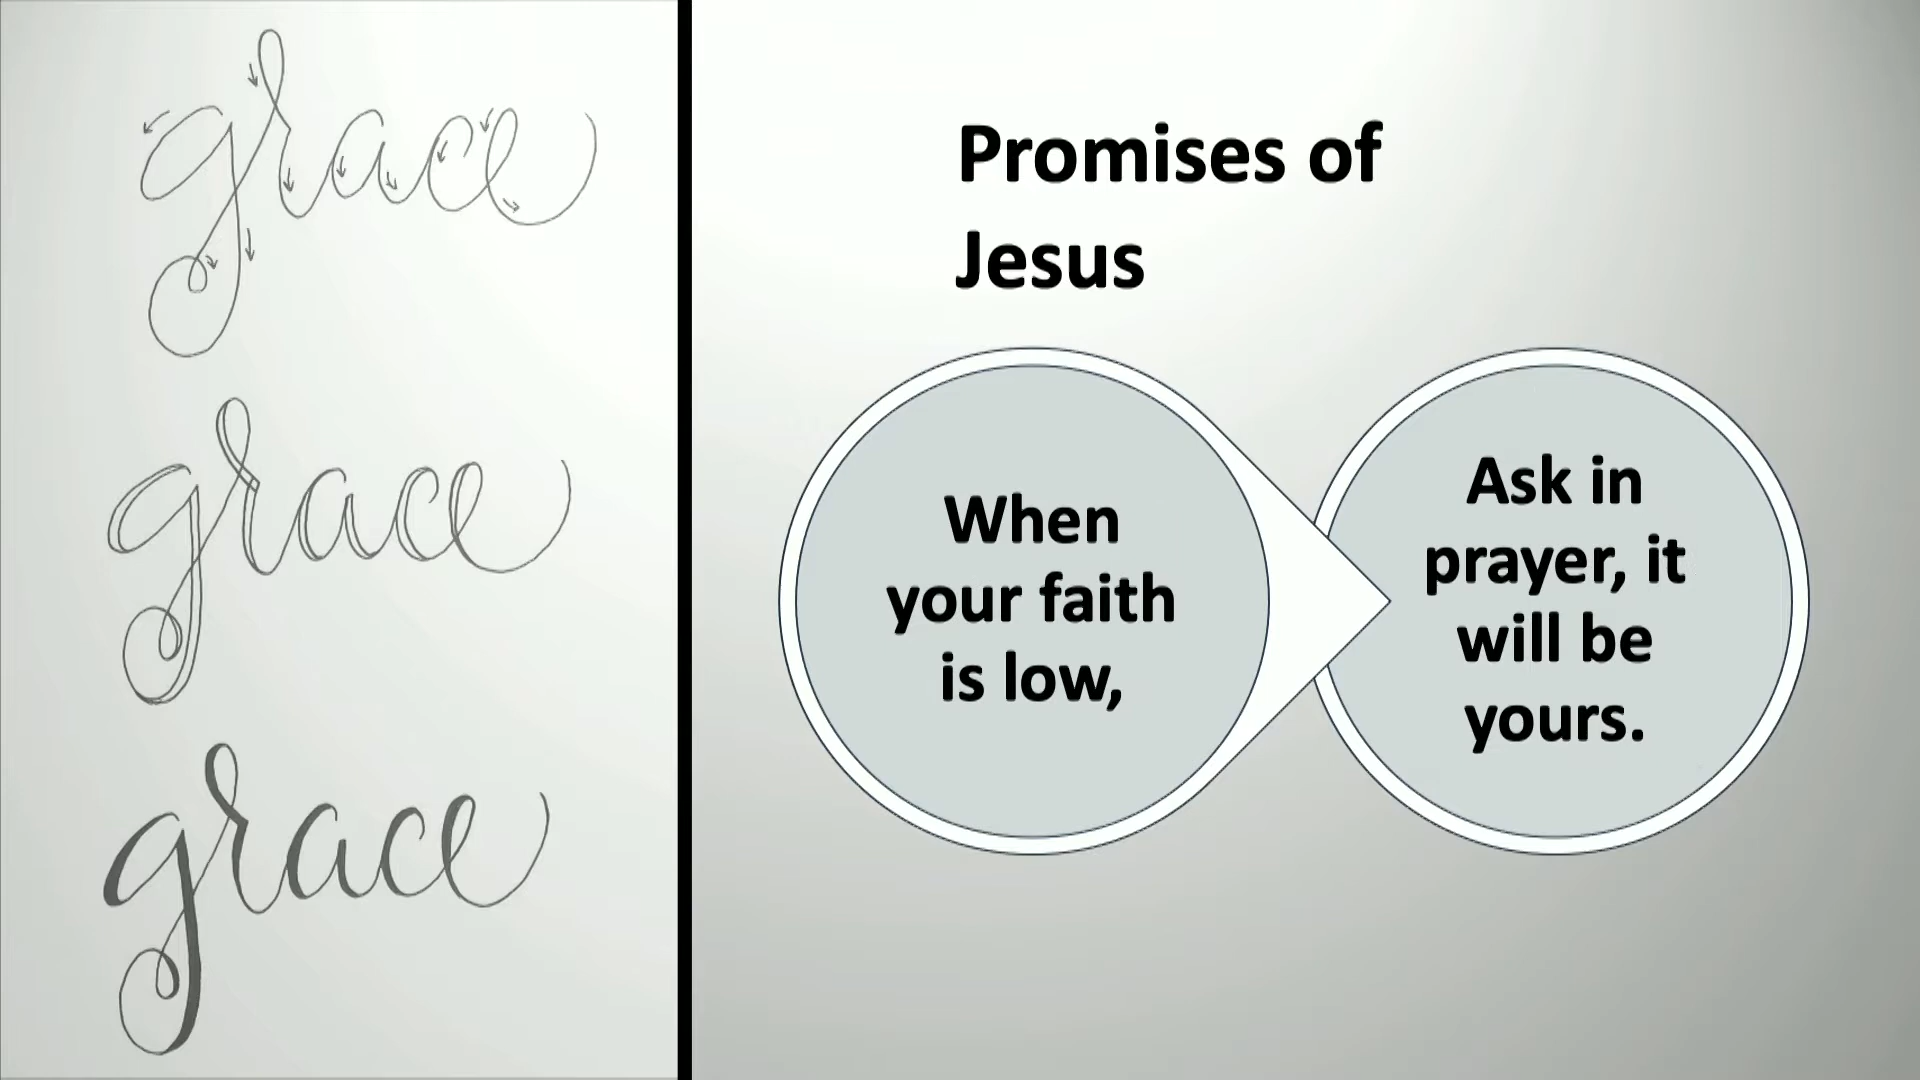 grace
grace
grace
Promises of
Jesus
When
your faith
is low,
Ask in
prayer, it
will be
yours.